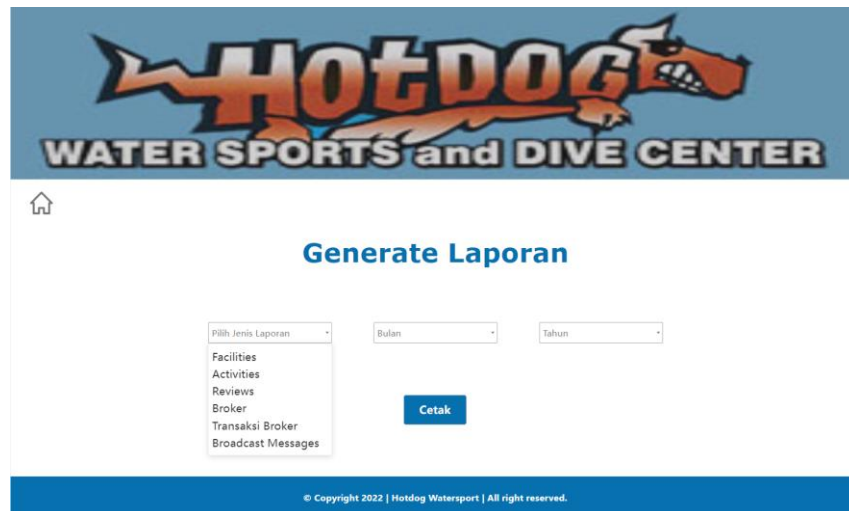 HOTDOG
WATER SPORTS and DIVE CENTER
Generate Laporan
Pilih Jenis Laporan
Bulan
Tahun
Facilities
Activities
Reviews
Broker
Transaksi Broker
Broadcast Messages
Cetak
© Copyright 2022 | Hotdog Watersport | All right reserved.